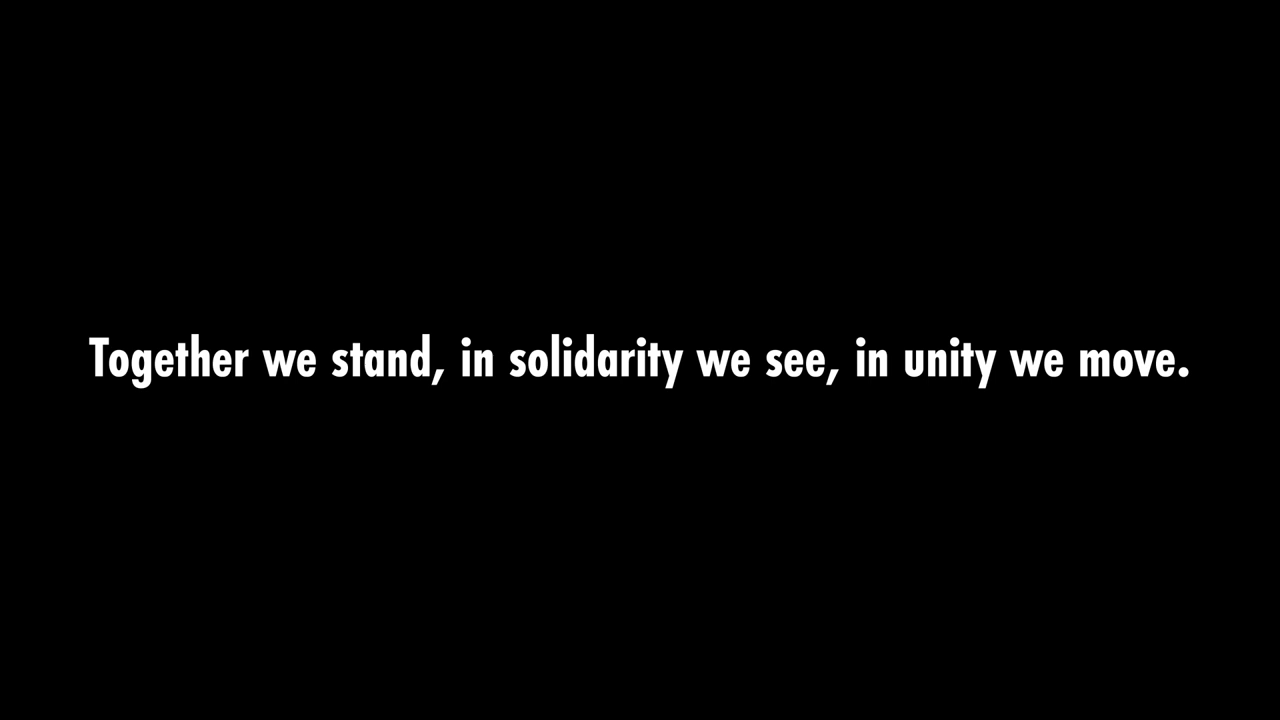 Together we stand, in solidarity we see, in unity we move.